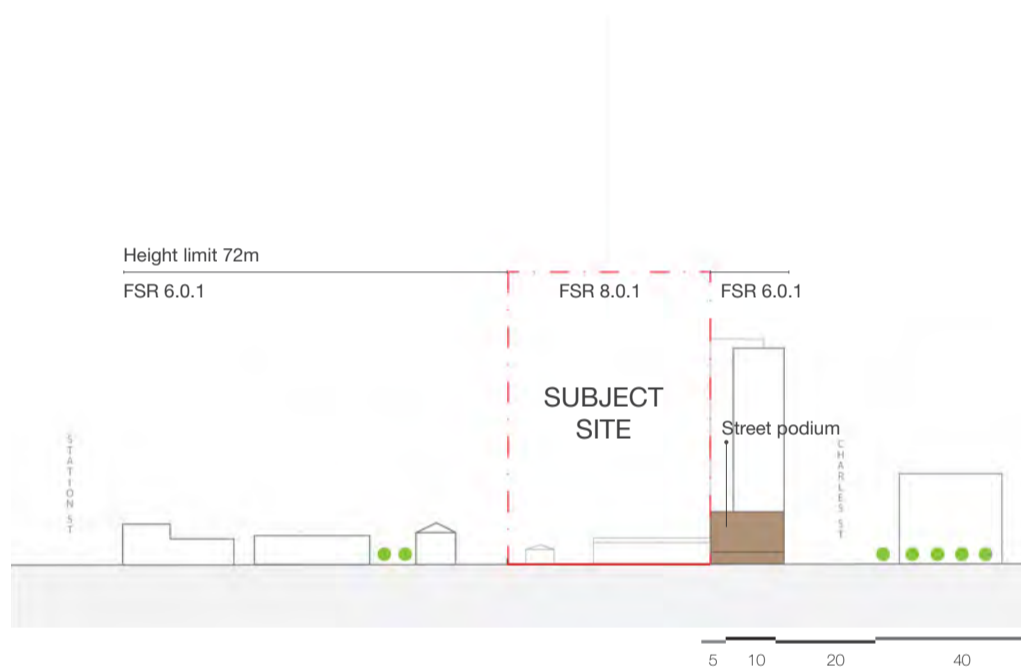 Height limit 72m
FSR 6.0.1
FSR 8.0.1
FSR 6.0.1
SUBJECT
SITE
Street podium
STATION ST
CHARLES ST
5
10
20
40